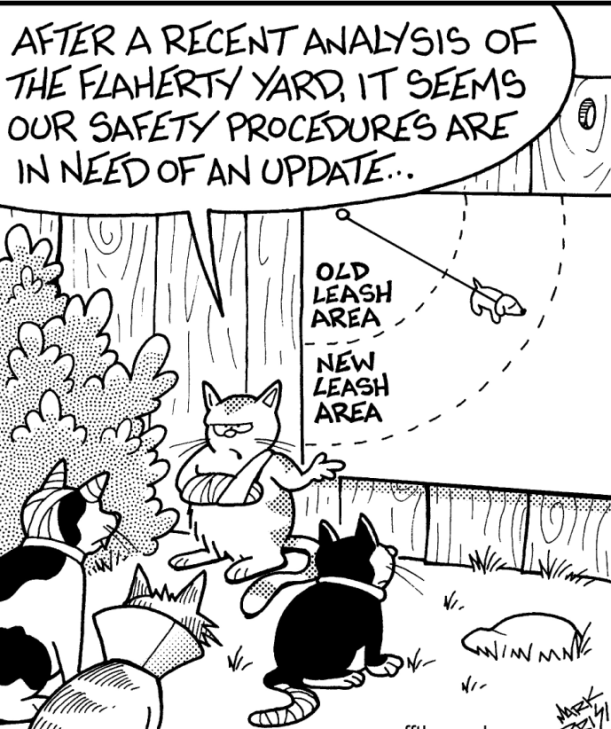 AFTER A RECENT ANALYSIS OF
THE FLAHERTY YARD, IT SEEMS
OUR SAFETY PROCEDURES ARE
IN NEED OF AN UPDATE...
OLD
LEASH
AREA
NEW
LEASH
AREA
MARK